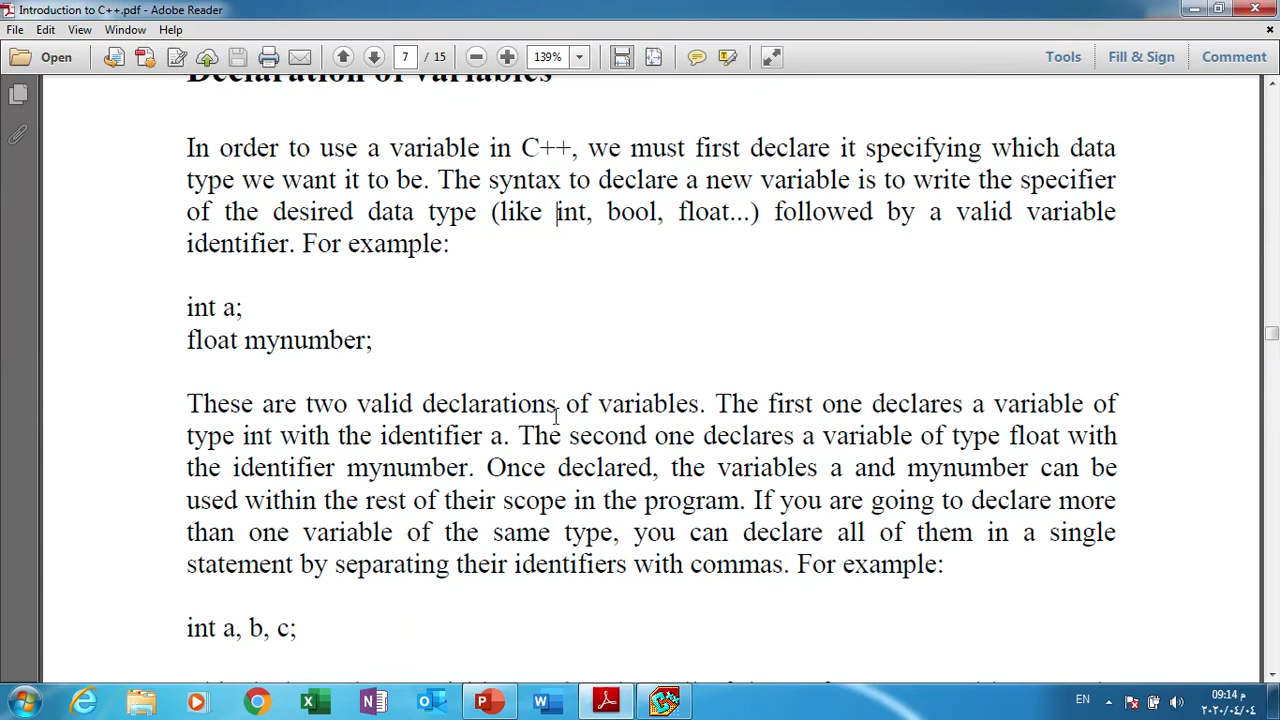 Introduction to C++.pdf - Adobe Reader
File Edit View Window Help
Open 7 / 15 139% Tools Fill & Sign Comment
Declaration of variables
In order to use a variable in C++, we must first declare it specifying which data
type we want it to be. The syntax to declare a new variable is to write the specifier
of the desired data type (like int, bool, float...) followed by a valid variable
identifier. For example:
int a;
float mynumber;
These are two valid declarations of variables. The first one declares a variable of
type int with the identifier a. The second one declares a variable of type float with
the identifier mynumber. Once declared, the variables a and mynumber can be
used within the rest of their scope in the program. If you are going to declare more
than one variable of the same type, you can declare all of them in a single
statement by separating their identifiers with commas. For example:
int a, b, c;
EN
09:14 م
٢٠٢٠/٠٤/٠٤